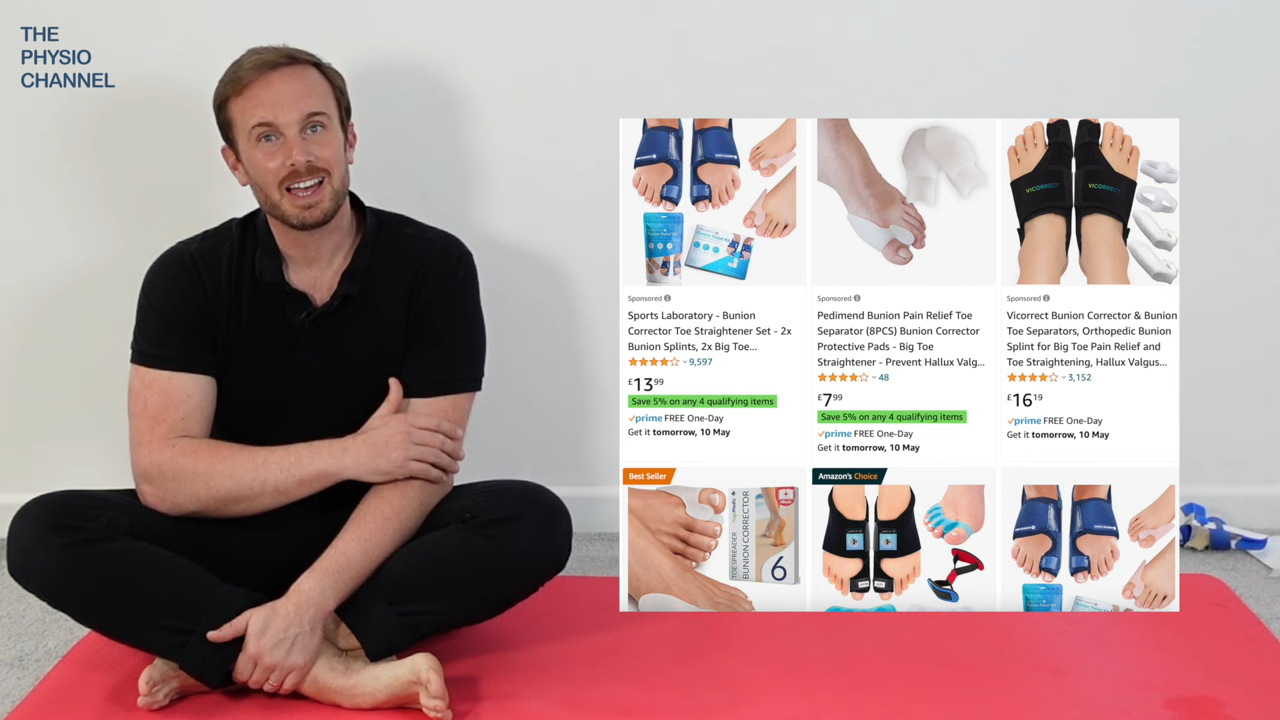 THE
PHYSIO
CHANNEL
VICORRECT VICORRECT
Sponsored
Sports Laboratory - Bunion
Corrector Toe Straightener Set - 2x
Bunion Splints, 2x Big Toe...
9,597
£13.99
Save 5% on any 4 qualifying items
prime FREE One-Day
Get it tomorrow, 10 May
Sponsored
Pedimend Bunion Pain Relief Toe
Separator (8PCS) Bunion Corrector
Protective Pads - Big Toe
Straightener - Prevent Hallux Valg...
48
£7.99
Save 5% on any 4 qualifying items
prime FREE One-Day
Get it tomorrow, 10 May
Sponsored
Vicorrect Bunion Corrector & Bunion
Toe Separators, Orthopedic Bunion
Splint for Big Toe Pain Relief and
Toe Straightening, Hallux Valgus...
3,152
£16.19
prime FREE One-Day
Get it tomorrow, 10 May
Best Seller
TOESPREADER
BUNION CORRECTOR
6
Amazon's Choice